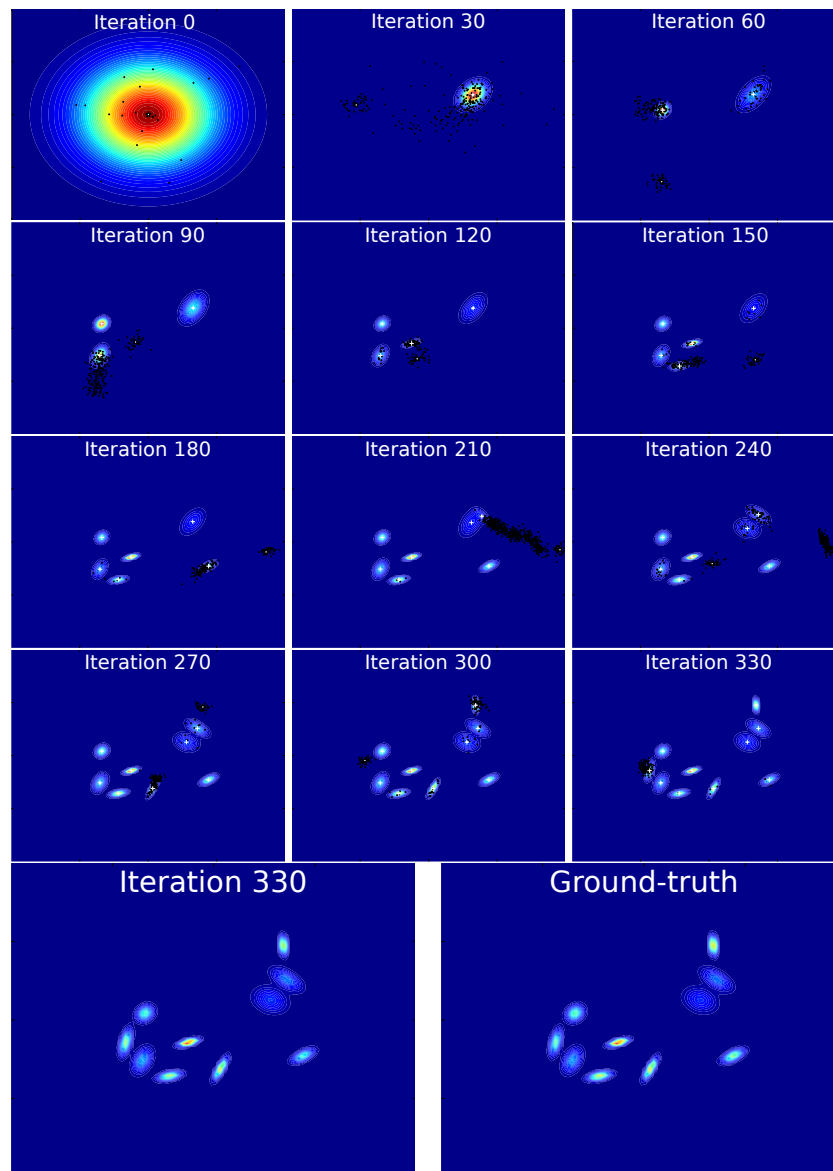 Iteration 0
Iteration 30
Iteration 60
Iteration 90
Iteration 120
Iteration 150
Iteration 180
Iteration 210
Iteration 240
Iteration 270
Iteration 300
Iteration 330
Iteration 330
Ground-truth